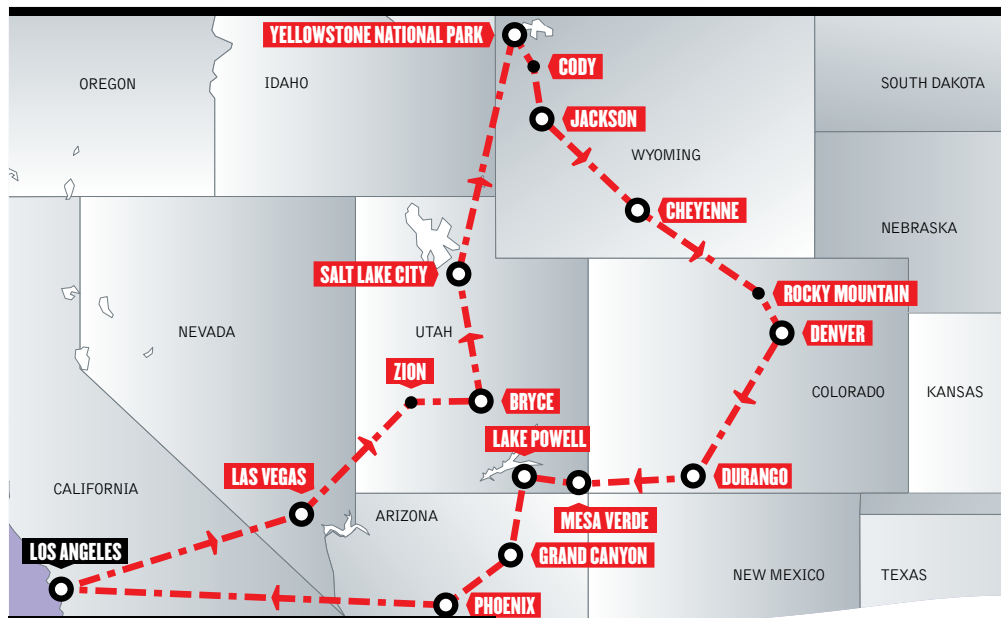 YELLOWSTONE NATIONAL PARK
CODY
OREGON
IDAHO
SOUTH DAKOTA
JACKSON
WYOMING
CHEYENNE
NEBRASKA
SALT LAKE CITY
ROCKY MOUNTAIN
NEVADA
UTAH
DENVER
ZION
COLORADO
KANSAS
BRYCE
LAKE POWELL
LAS VEGAS
DURANGO
CALIFORNIA
ARIZONA
MESA VERDE
LOS ANGELES
GRAND CANYON
NEW MEXICO
TEXAS
PHOENIX